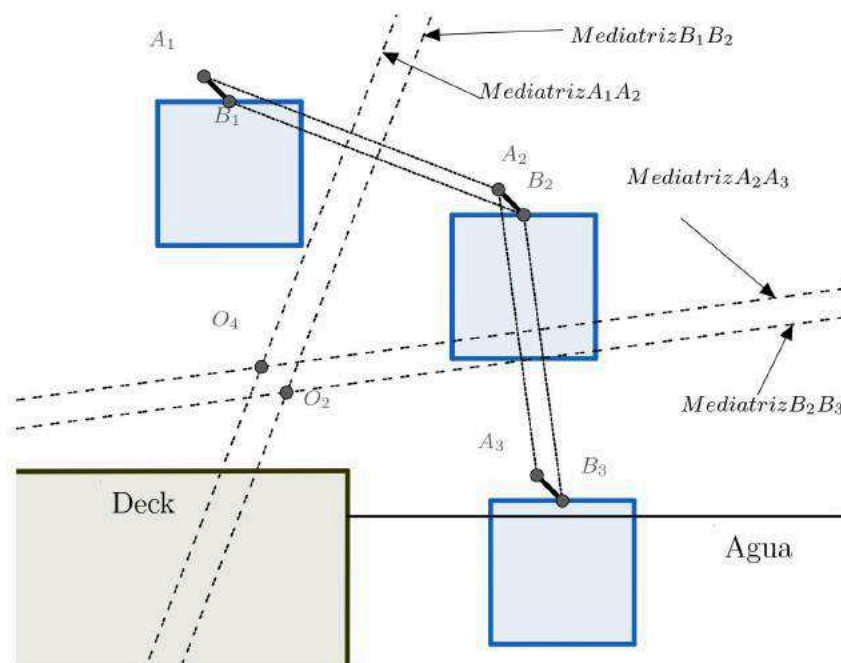 A₁
MediatrizB₁B₂
MediatrizA₁A₂
B₁
A₂
B₂
MediatrizA₂A₃
O₄
O₂
MediatrizB₂B₃
A₃
B₃
Deck
Agua